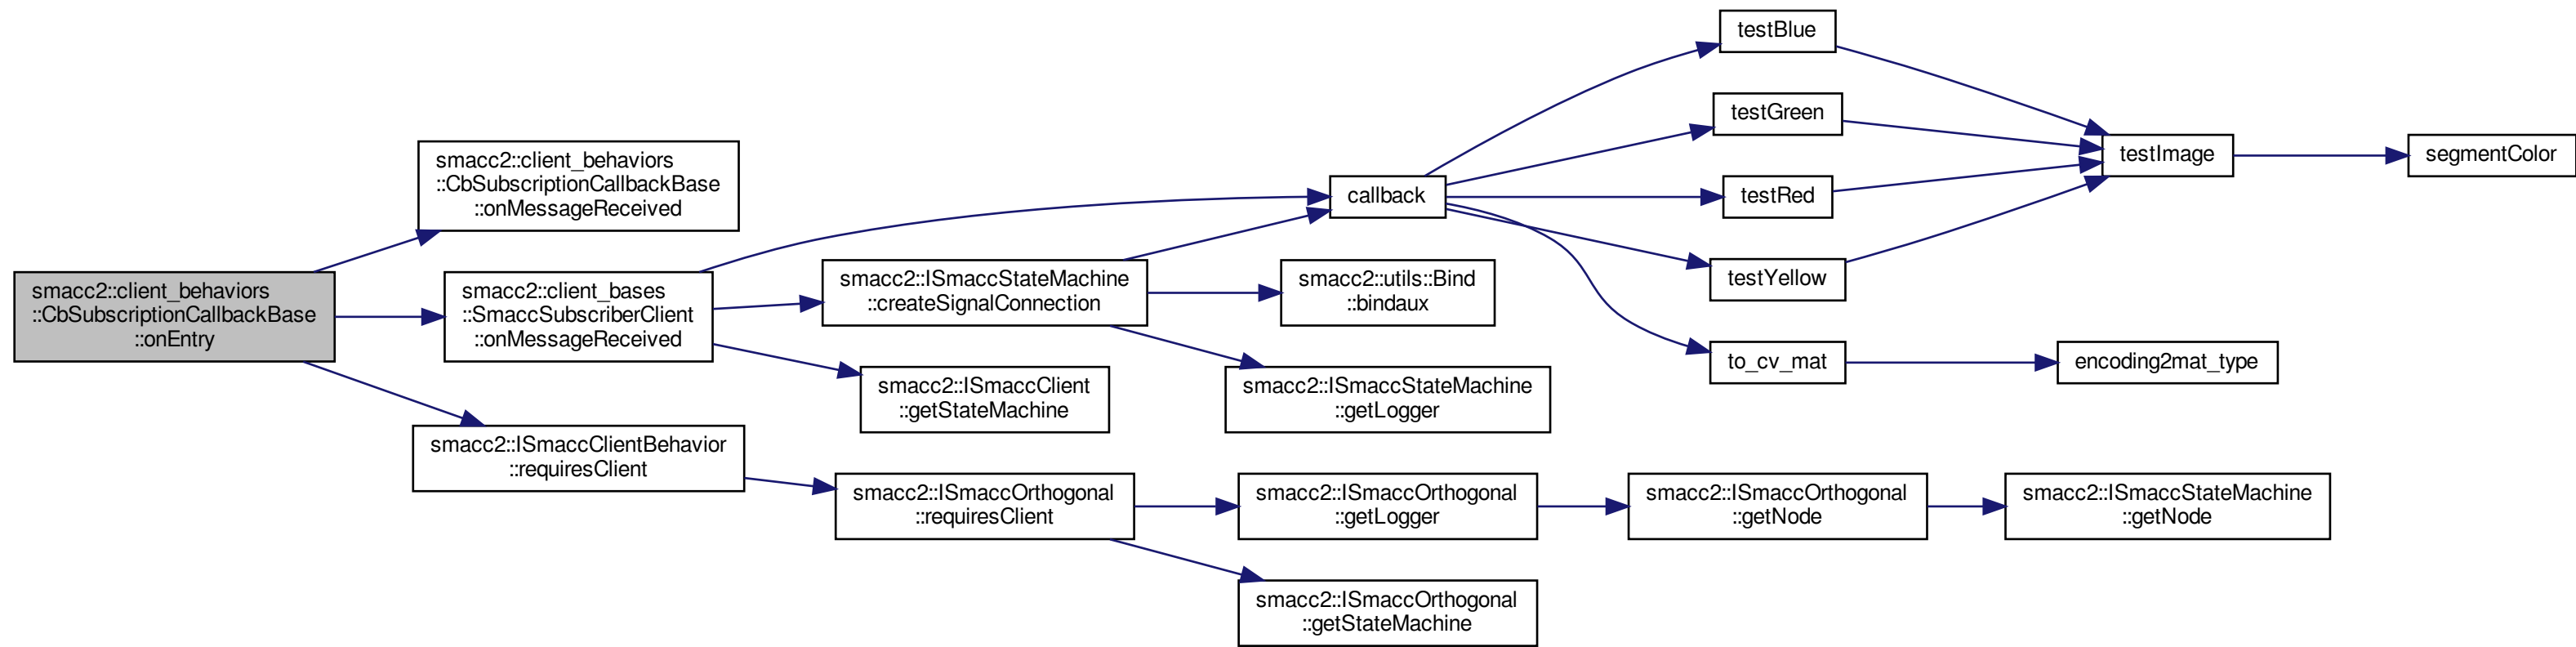 smacc2::client_behaviors
::CbSubscriptionCallbackBase
::onEntry
smacc2::client_behaviors
::CbSubscriptionCallbackBase
::onMessageReceived
smacc2::client_bases
::SmaccSubscriberClient
::onMessageReceived
smacc2::ISmaccClientBehavior
::requiresClient
smacc2::ISmaccStateMachine
::createSignalConnection
smacc2::ISmaccClient
::getStateMachine
smacc2::ISmaccOrthogonal
::requiresClient
callback
smacc2::utils::Bind
::bindaux
smacc2::ISmaccStateMachine
::getLogger
smacc2::ISmaccOrthogonal
::getLogger
smacc2::ISmaccOrthogonal
::getStateMachine
testBlue
testGreen
testRed
testYellow
to_cv_mat
smacc2::ISmaccOrthogonal
::getNode
testImage
encoding2mat_type
smacc2::ISmaccStateMachine
::getNode
segmentColor